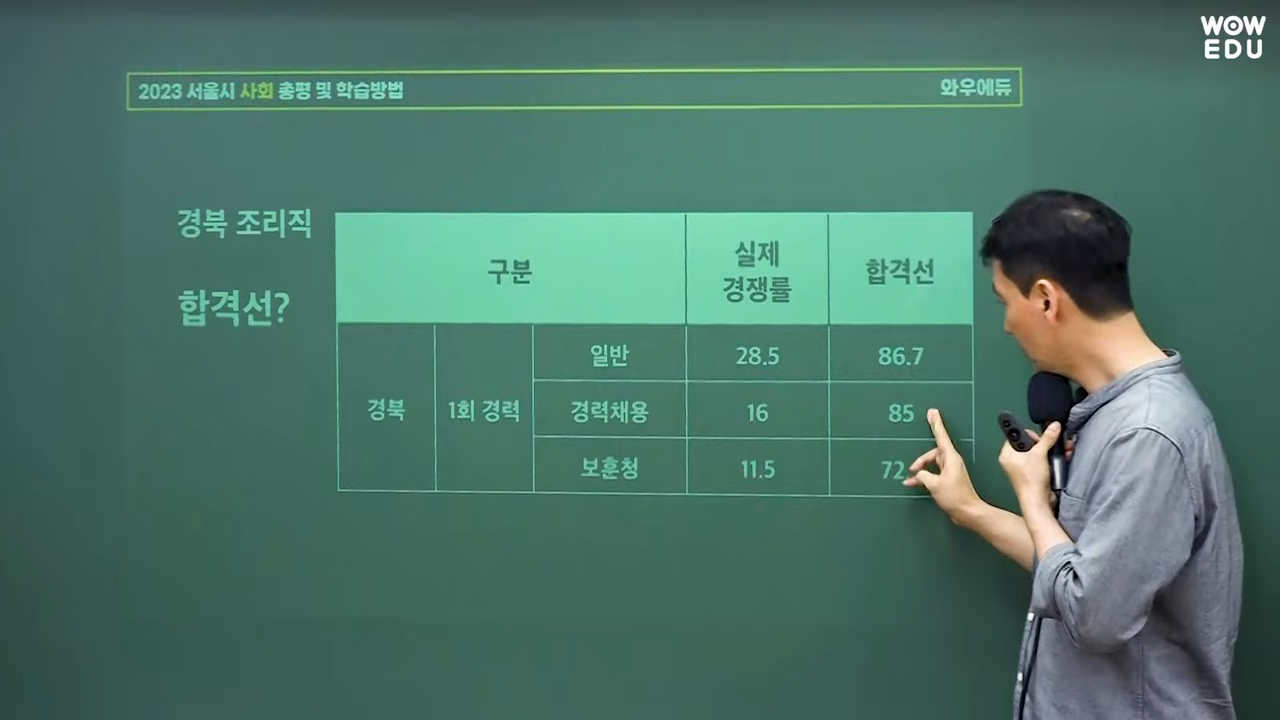 WOW
EDU
2023 서울시 사회 총평 및 학습방법
와우에듀
경북 조리직
합격선?
구분
실제
경쟁률
합격선
경북
1회 경력
일반
28.5
86.7
경력채용
16
85
보훈청
11.5
72